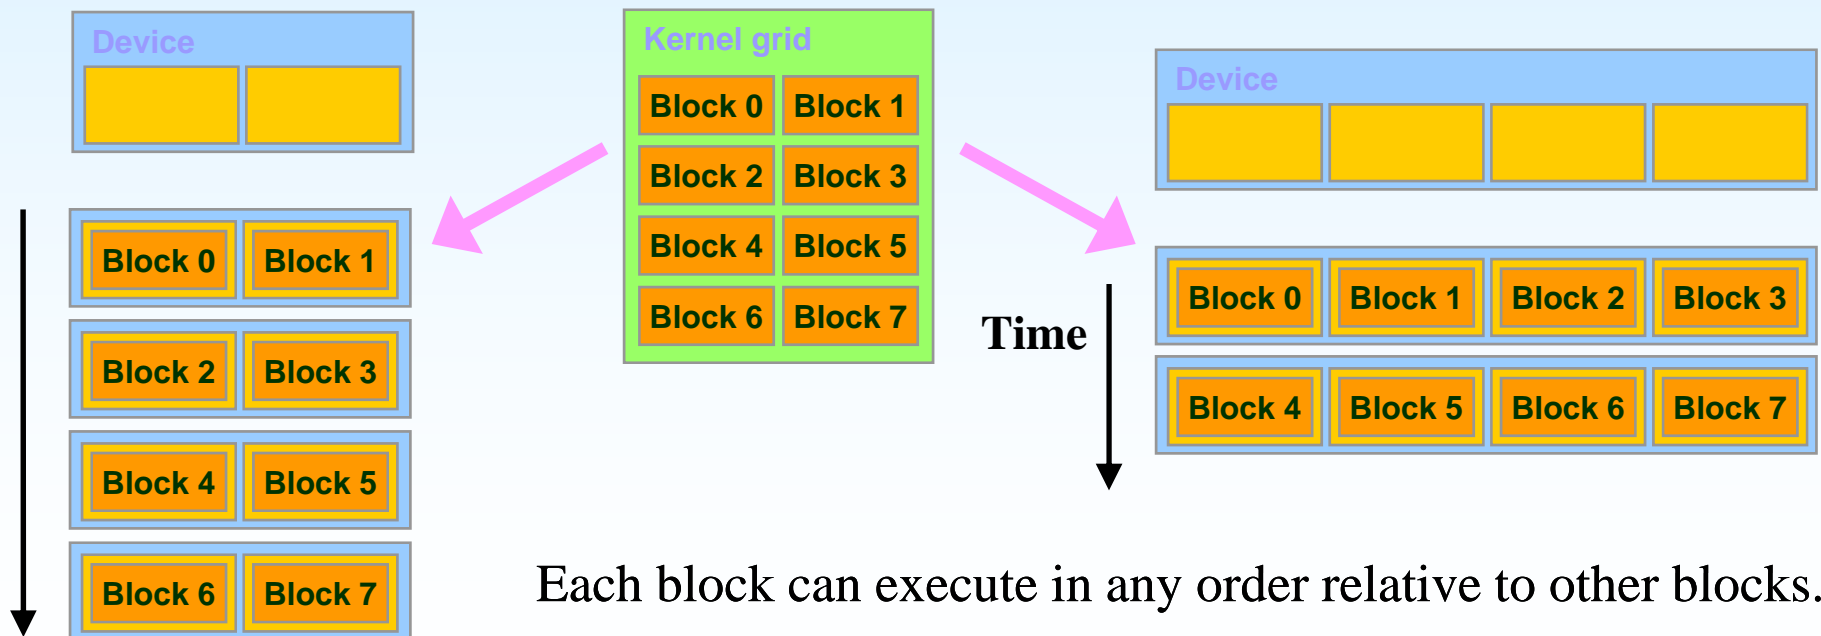 Device
Block 0 Block 1
Block 2 Block 3
Block 4 Block 5
Block 6 Block 7
Kernel grid
Block 0 Block 1
Block 2 Block 3
Block 4 Block 5
Block 6 Block 7
Device
Time
Block 0 Block 1 Block 2 Block 3
Block 4 Block 5 Block 6 Block 7
Each block can execute in any order relative to other blocks.